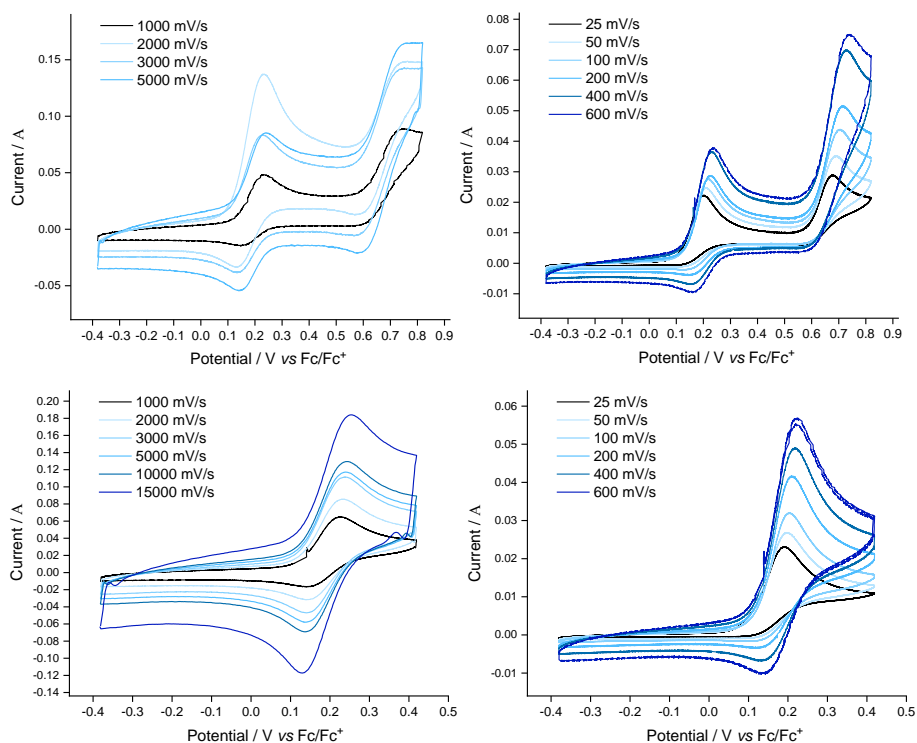 1000 mV/s
2000 mV/s
3000 mV/s
5000 mV/s
0.15
0.10
0.05
0.00
-0.05
Current / A
-0.4 -0.3 -0.2 -0.1 0.0 0.1 0.2 0.3 0.4 0.5 0.6 0.7 0.8 0.9
Potential / V vs Fc/Fc+
25 mV/s
50 mV/s
100 mV/s
200 mV/s
400 mV/s
600 mV/s
0.08
0.07
0.06
0.05
0.04
0.03
0.02
0.01
0.00
-0.01
Current / A
-0.4 -0.3 -0.2 -0.1 0.0 0.1 0.2 0.3 0.4 0.5 0.6 0.7 0.8 0.9
Potential / V vs Fc/Fc+
1000 mV/s
2000 mV/s
3000 mV/s
5000 mV/s
10000 mV/s
15000 mV/s
0.20
0.18
0.16
0.14
0.12
0.10
0.08
0.06
0.04
0.02
0.00
-0.02
-0.04
-0.06
-0.08
-0.10
-0.12
-0.14
Current / A
-0.4 -0.3 -0.2 -0.1 0.0 0.1 0.2 0.3 0.4 0.5
Potential / V vs Fc/Fc+
25 mV/s
50 mV/s
100 mV/s
200 mV/s
400 mV/s
600 mV/s
0.06
0.05
0.04
0.03
0.02
0.01
0.00
-0.01
Current / A
-0.4 -0.3 -0.2 -0.1 0.0 0.1 0.2 0.3 0.4 0.5
Potential / V vs Fc/Fc+